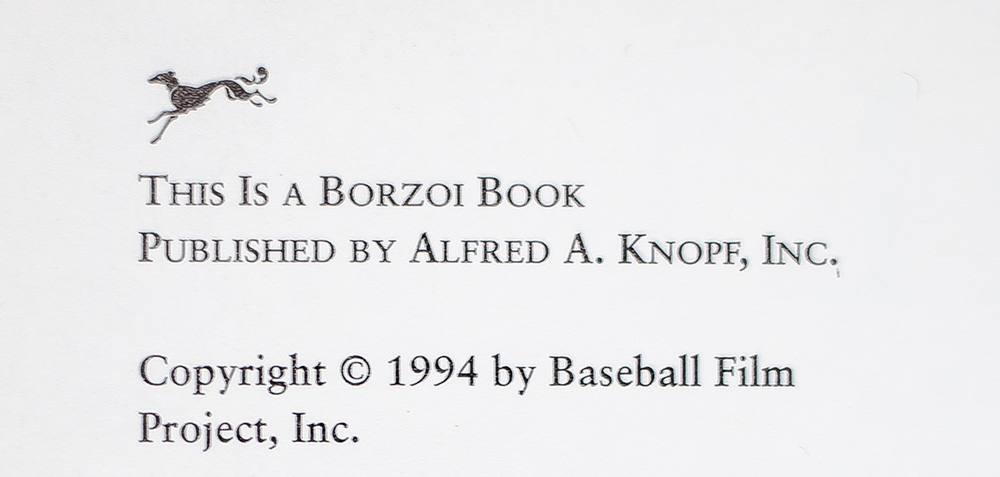 This Is a Borzoi Book
Published by Alfred A. Knopf, Inc.
Copyright © 1994 by Baseball Film
Project, Inc.